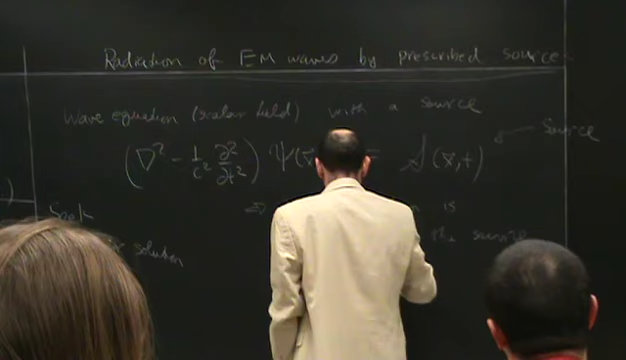 Radiation of EM waves by prescribed source
Wave equation (scalar field) with a source
(∇² - 1/c² ∂²/∂t²) Ψ( = S(x,t) ← Source
)
Seek ⇒ is
solution the source